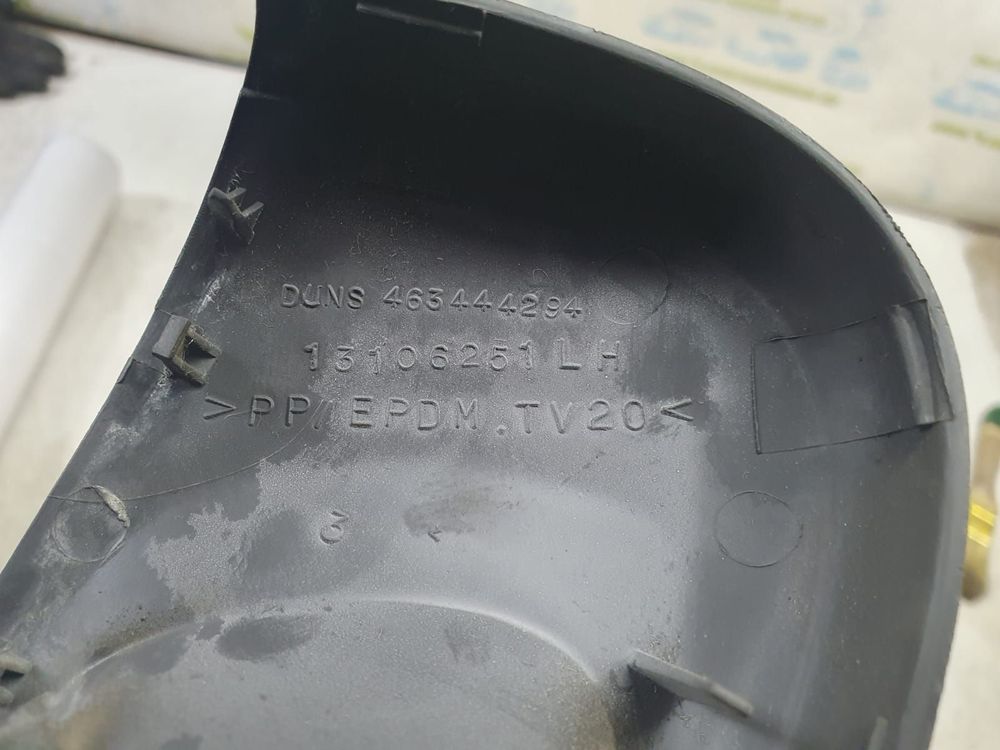 DUNS 463444294
13106251 LH
>PP/EPDM.TV20<
3